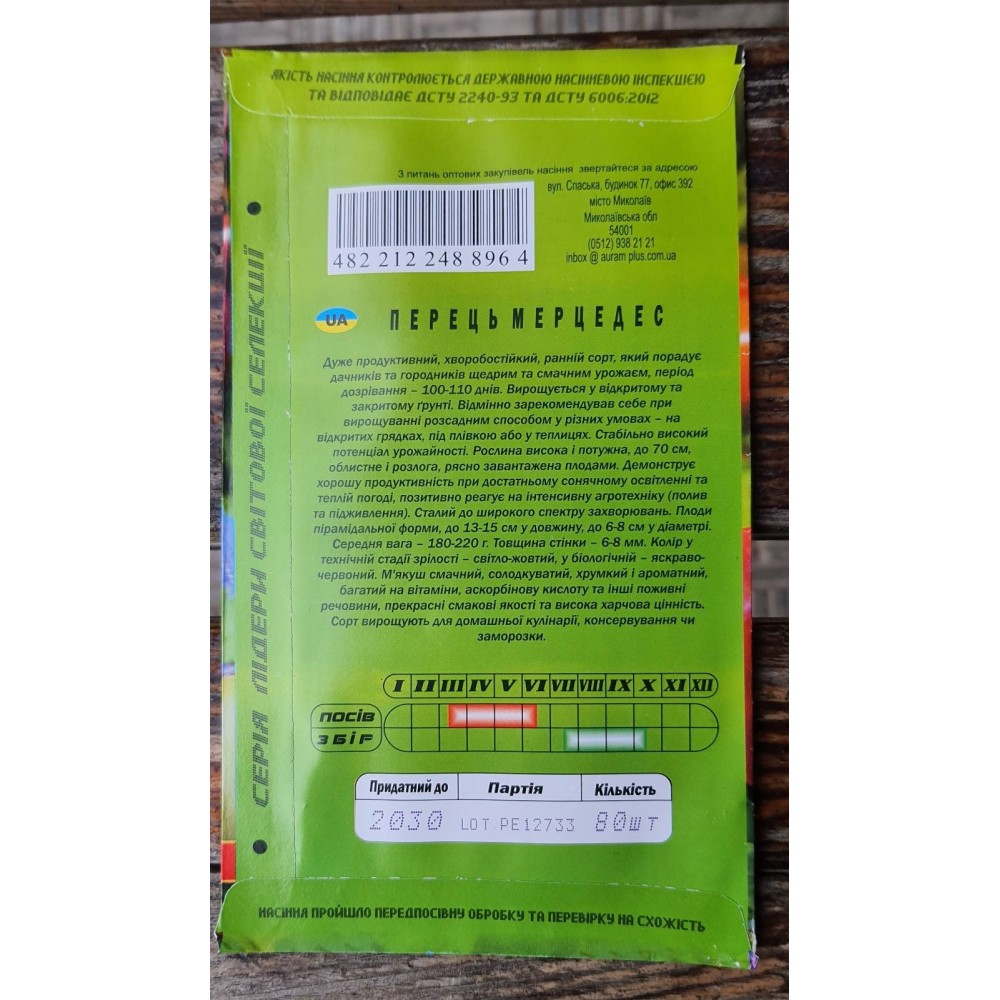 ЯКІСТЬ НАСІННЯ КОНТРОЛЮЄТЬСЯ ДЕРЖАВНОЮ НАСІННЕВОЮ ІНСПЕКЦІЄЮ
ТА ВІДПОВІДАЄ ДСТУ 2240-93 ТА ДСТУ 6006:2012
З питань оптових закупівель насіння звертайтеся за адресою
вул. Спаська, будинок 77, офис 392
місто Миколаїв
Миколаївська обл
54001
(0512) 938 21 21
inbox @ auram plus.com.ua
482 212 248 896 4
UA ПЕРЕЦЬ МЕРЦЕДЕС
Дуже продуктивний, хворобостійкий, ранній сорт, який порадує
дачників та городників щедрим та смачним урожаєм, період
дозрівання – 100-110 днів. Вирощується у відкритому та
закритому ґрунті. Відмінно зарекомендував себе при
вирощуванні розсадним способом у різних умовах – на
відкритих грядках, під плівкою або у теплицях. Стабільно високий
потенціал урожайності. Рослина висока і потужна, до 70 см,
облистне і розлога, рясно завантажена плодами. Демонструє
хорошу продуктивність при достатньому сонячному освітленні та
теплій погоді, позитивно реагує на інтенсивну агротехніку (полив
та підживлення). Сталий до широкого спектру захворювань. Плоди
пірамідальної форми, до 13-15 см у довжину, до 6-8 см у діаметрі.
Середня вага – 180-220 г. Товщина стінки – 6-8 мм. Колір у
технічній стадії зрілості – світло-жовтий, у біологічній – яскраво-
червоний. М'якуш смачний, солодкуватий, хрумкий і ароматний,
багатий на вітаміни, аскорбінову кислоту та інші поживні
речовини, прекрасні смакові якості та висока харчова цінність.
Сорт вирощують для домашньої кулінарії, консервування чи
заморозки.
I II III IV V VI VII VIII IX X XI XII
ПОСІВ
ЗБІР
Придатний до Партія Кількість
2030 LOT PE12733 80шт
НАСІННЯ ПРОЙШЛО ПЕРЕДПОСІВНУ ОБРОБКУ ТА ПЕРЕВІРКУ НА СХОЖІСТЬ
СЕРІЯ ЛІДЕРИ СВІТОВОЇ СЕЛЕКЦІЇ